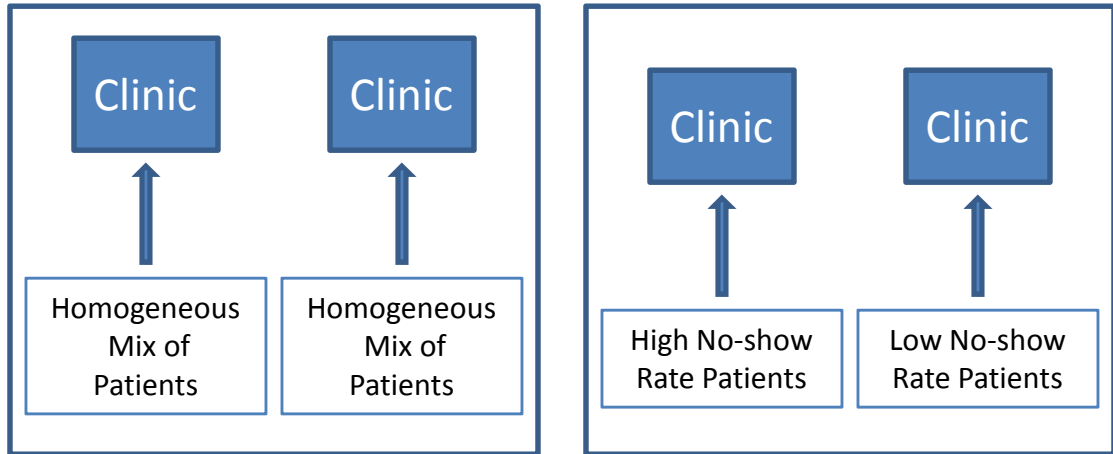 Clinic
Clinic
Homogeneous
Mix of
Patients
Homogeneous
Mix of
Patients
Clinic
Clinic
High No-show
Rate Patients
Low No-show
Rate Patients